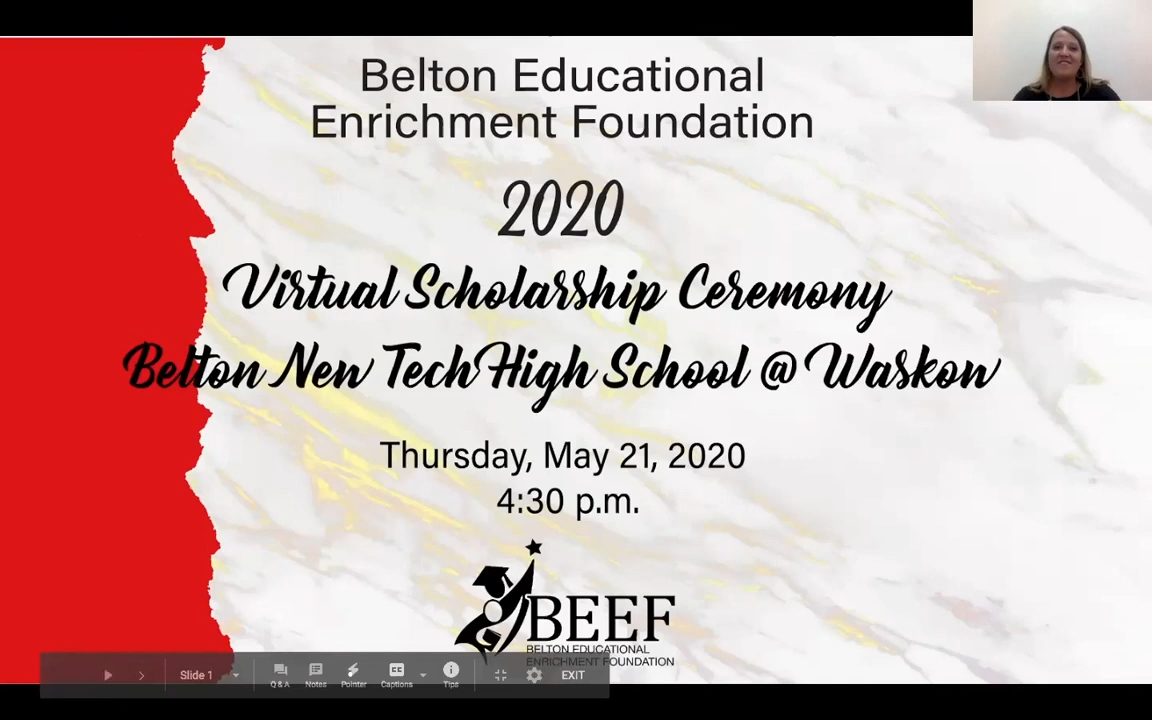 Belton Educational
Enrichment Foundation
2020
Virtual Scholarship Ceremony
Belton New Tech High School @ Waskow
Thursday, May 21, 2020
4:30 p.m.
BEEF
BELTON EDUCATIONAL
ENRICHMENT FOUNDATION
Slide 1
Q & A
Notes
Pointer
Captions
Tips
EXIT